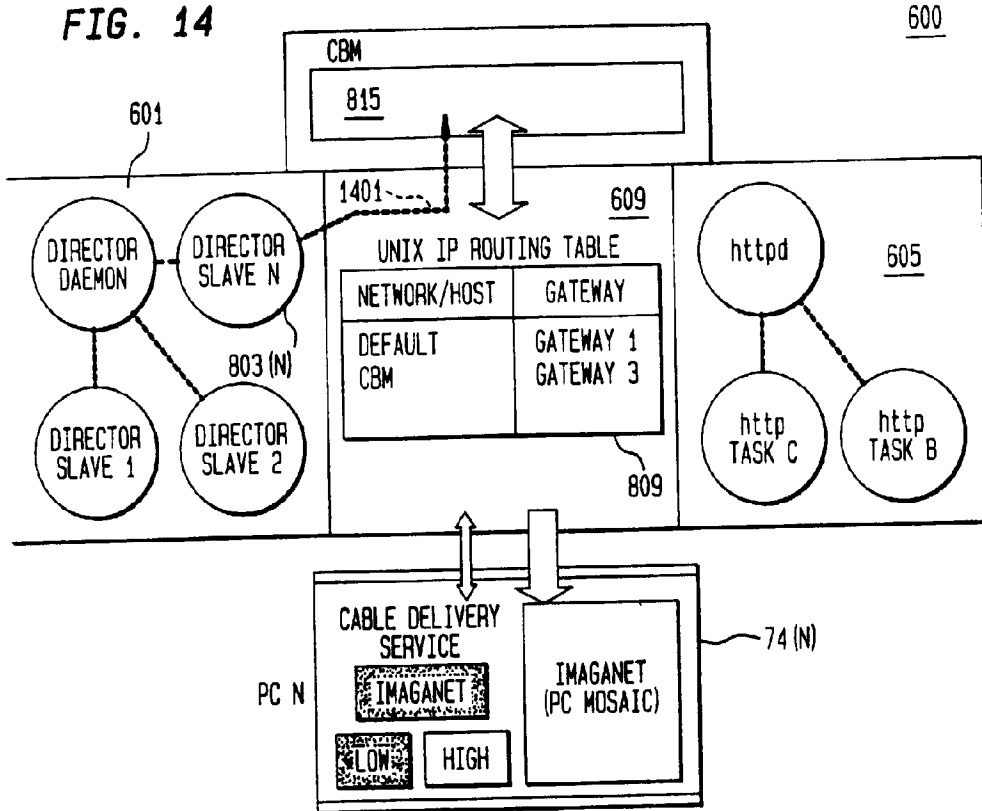 FIG. 14
600
CBM
815
601
1401
609
DIRECTOR
DAEMON
DIRECTOR
SLAVE N
803 (N)
DIRECTOR
SLAVE 1
DIRECTOR
SLAVE 2
UNIX IP ROUTING TABLE
NETWORK/HOST GATEWAY
DEFAULT GATEWAY 1
CBM GATEWAY 3
809
httpd
605
http
TASK C
http
TASK B
PC N
CABLE DELIVERY
SERVICE
IMAGANET
LOW
HIGH
IMAGANET
(PC MOSAIC)
74 (N)